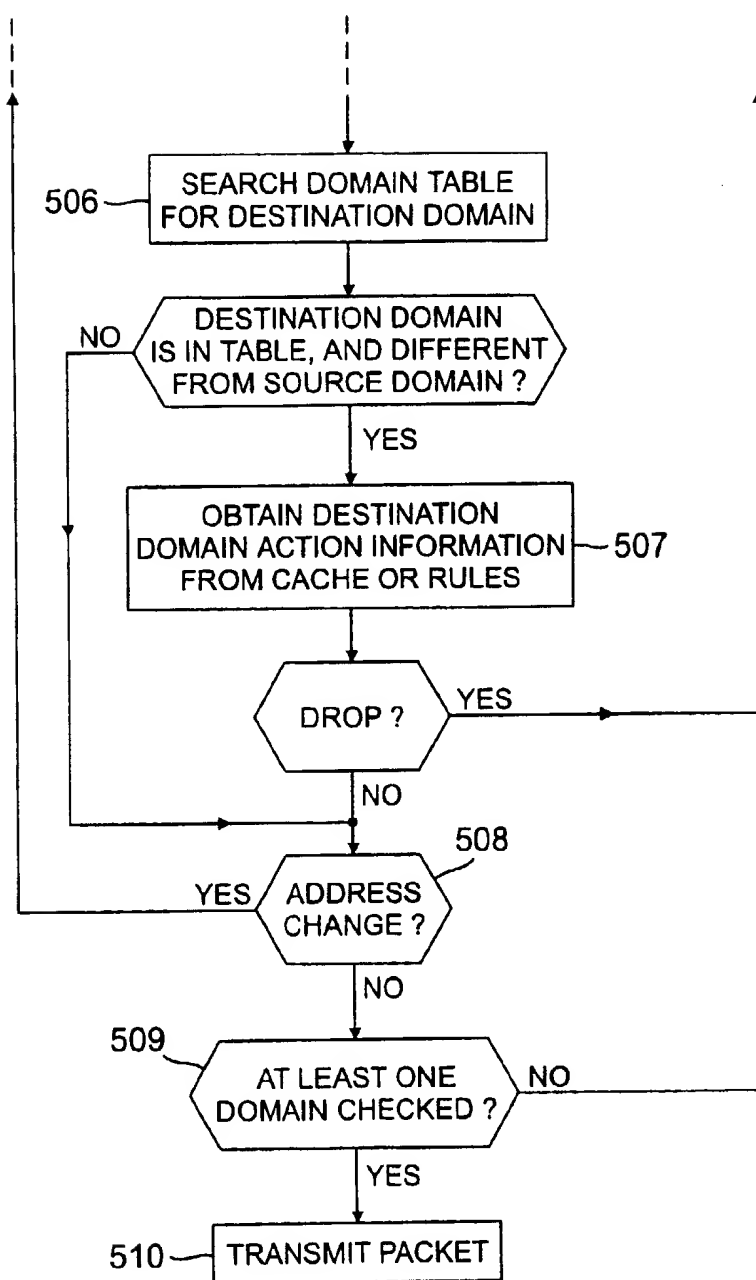 506
SEARCH DOMAIN TABLE
FOR DESTINATION DOMAIN
NO
DESTINATION DOMAIN
IS IN TABLE, AND DIFFERENT
FROM SOURCE DOMAIN ?
YES
OBTAIN DESTINATION
DOMAIN ACTION INFORMATION
FROM CACHE OR RULES
507
DROP ?
YES
NO
508
YES
ADDRESS
CHANGE ?
NO
509
AT LEAST ONE
DOMAIN CHECKED ?
NO
YES
510
TRANSMIT PACKET